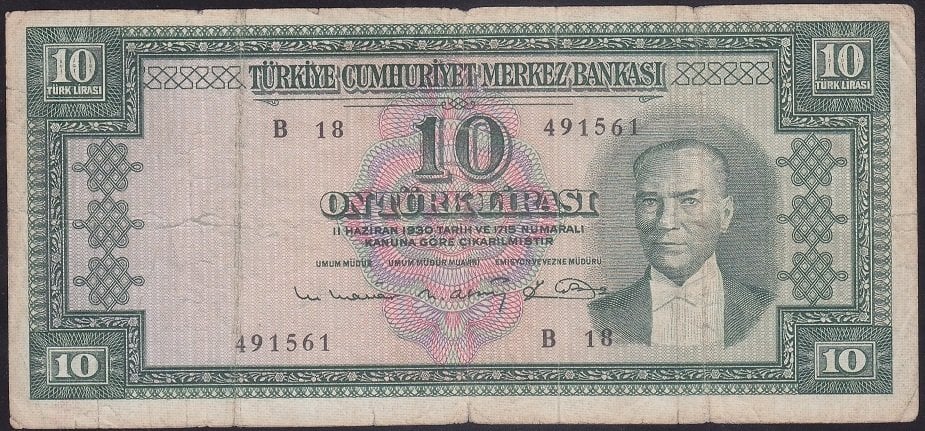 10 TÜRK LİRASI
TÜRKİYE CUMHURİYET MERKEZ BANKASI
10 TÜRK LİRASI
B 18 491561
10
ON TÜRK LİRASI
11 HAZİRAN 1930 TARİH VE 1715 NUMARALI
KANUNA GÖRE ÇIKARILMIŞTIR
UMUM MÜDÜR UMUM MÜDÜR MUAVİNİ EMİSYON VE VEZNE MÜDÜRÜ
491561 B 18
10 10